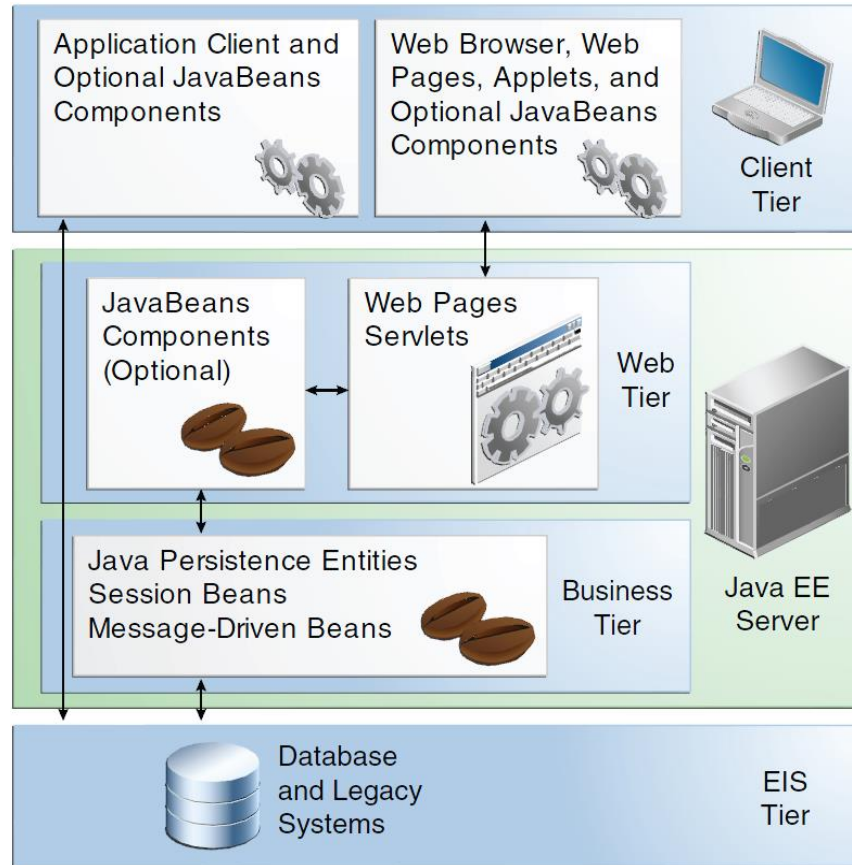 Application Client and
Optional JavaBeans
Components
Web Browser, Web
Pages, Applets, and
Optional JavaBeans
Components
Client
Tier
JavaBeans
Components
(Optional)
Web Pages
Servlets
Web
Tier
Java Persistence Entities
Session Beans
Message-Driven Beans
Business
Tier
Java EE
Server
Database
and Legacy
Systems
EIS
Tier